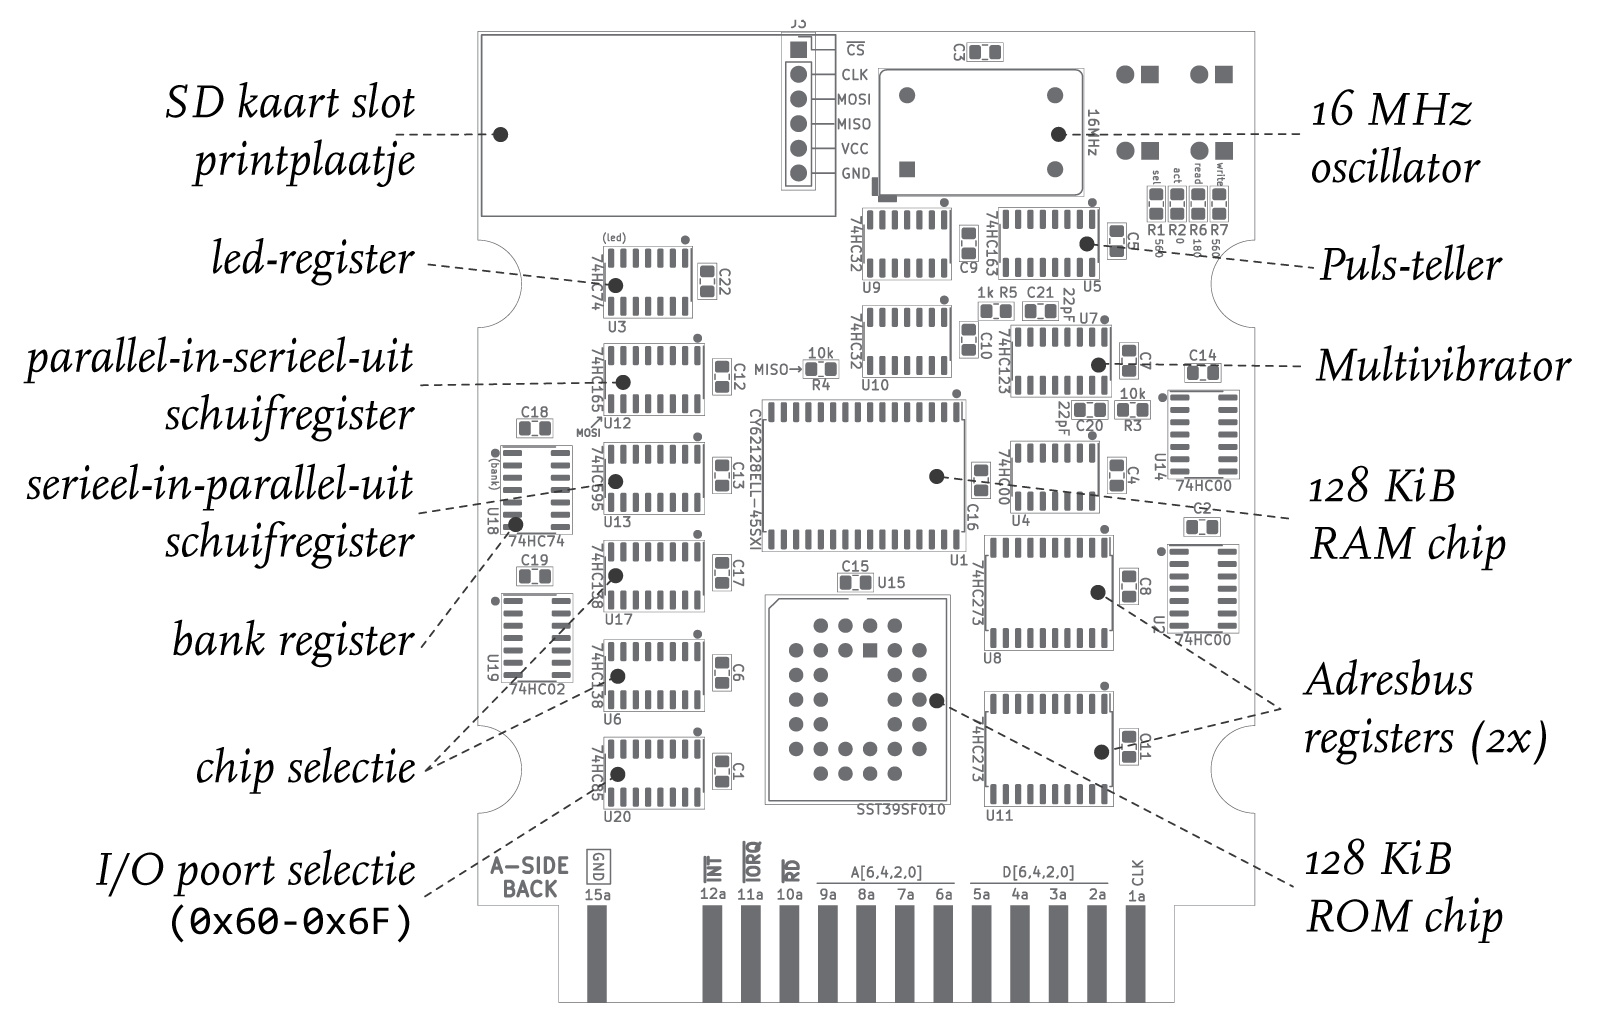 SD kaart slot
printplaatje
led-register
parallel-in-serieel-uit
schuifregister
serieel-in-parallel-uit
schuifregister
bank register
chip selectie
I/O poort selectie
(0x60-0x6F)
16 MHz
oscillator
Puls-teller
Multivibrator
128 KiB
RAM chip
Adresbus
registers (2x)
128 KiB
ROM chip
J3
CS
CLK
MOSI
MISO
VCC
GND
C3
16MHz
sel
act
read
write
R1
R2
R6
R7
560
0
180
560
(led)
74HC74
U3
C22
74HC32
U9
C9
74HC163
U5
C5
1k R5
C21
22pF
74HC32
U10
C10
U7
74HC123
C7
C14
74HC165
U12
C12
MOSI
MISO→
10k
R4
22pF
C20
10k
R3
C18
(bank)
U18
74HC74
74HC595
U13
C13
CY62128ELL-45SXI
U1
C16
74HC00
U4
C4
U14
74HC00
C2
C19
U19
74HC02
74HC138
U17
C17
C15
U15
74HC273
U8
C8
U2
74HC00
74HC138
U6
C6
74HC85
U20
C1
SST39SF010
74HC273
U11
C11
A-SIDE
BACK
GND
INT
IORQ
RD
A[6,4,2,0]
D[6,4,2,0]
CLK
15a
12a
11a
10a
9a
8a
7a
6a
5a
4a
3a
2a
1a